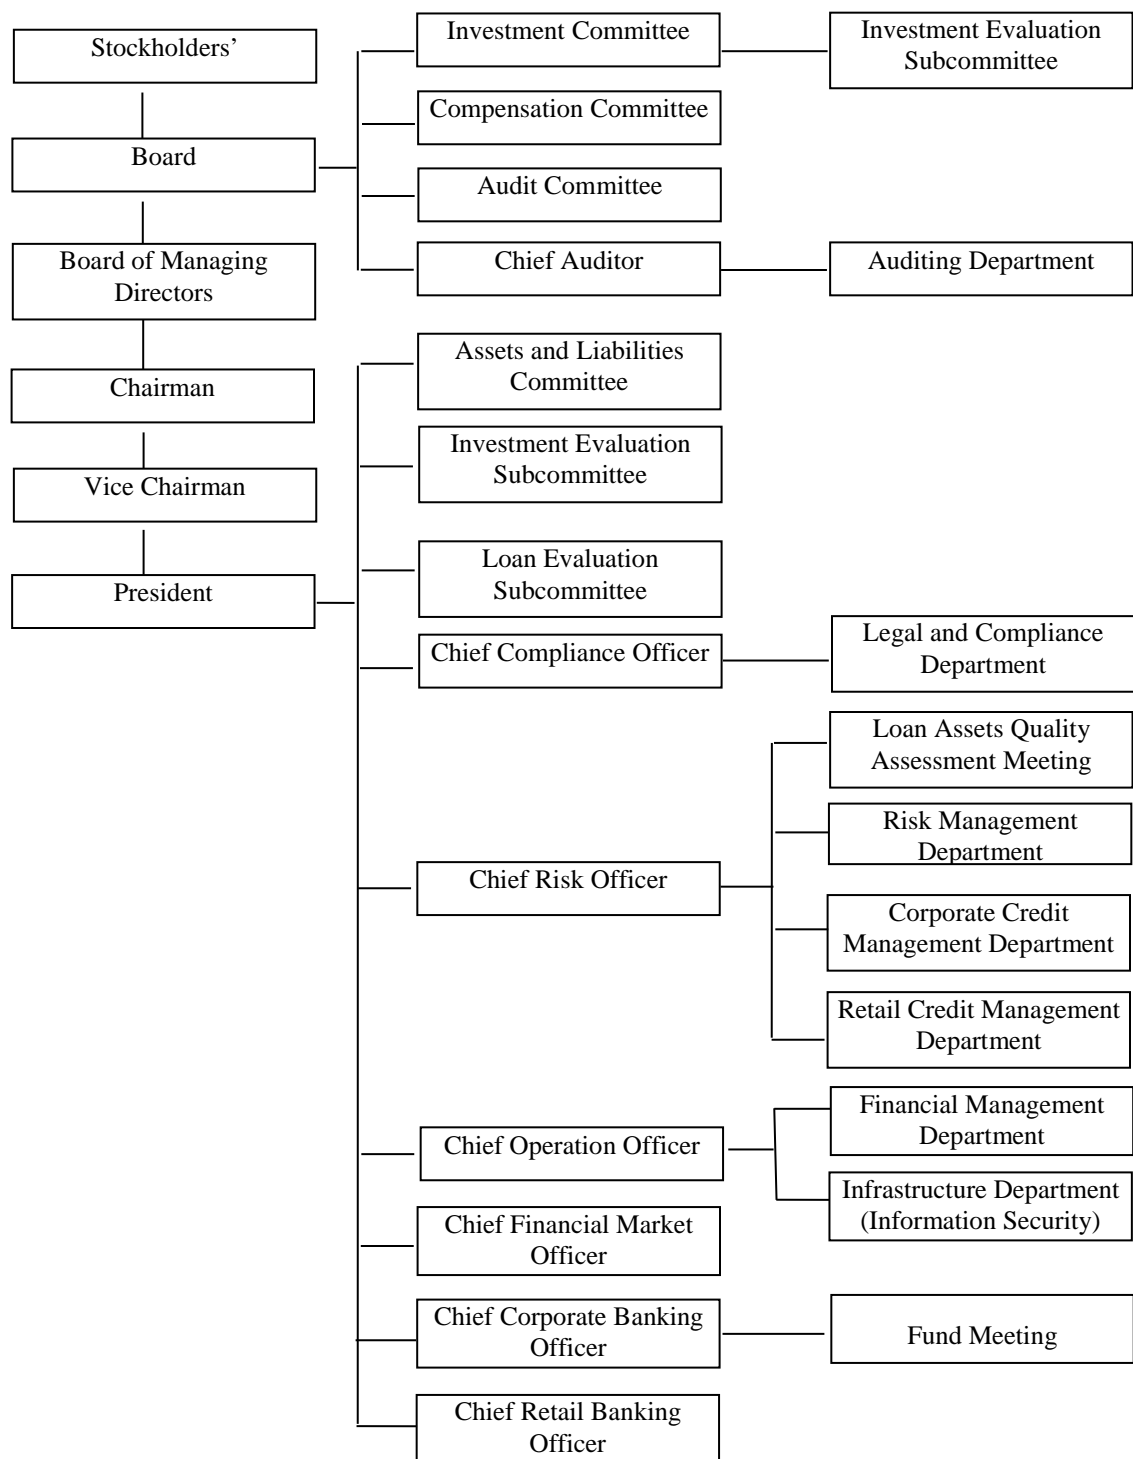 Stockholders’
Board
Board of Managing
Directors
Chairman
Vice Chairman
President
Investment Committee
Investment Evaluation
Subcommittee
Compensation Committee
Audit Committee
Chief Auditor
Auditing Department
Assets and Liabilities
Committee
Investment Evaluation
Subcommittee
Loan Evaluation
Subcommittee
Chief Compliance Officer
Legal and Compliance
Department
Chief Risk Officer
Loan Assets Quality
Assessment Meeting
Risk Management
Department
Corporate Credit
Management Department
Retail Credit Management
Department
Chief Operation Officer
Financial Management
Department
Infrastructure Department
(Information Security)
Chief Financial Market
Officer
Chief Corporate Banking
Officer
Fund Meeting
Chief Retail Banking
Officer